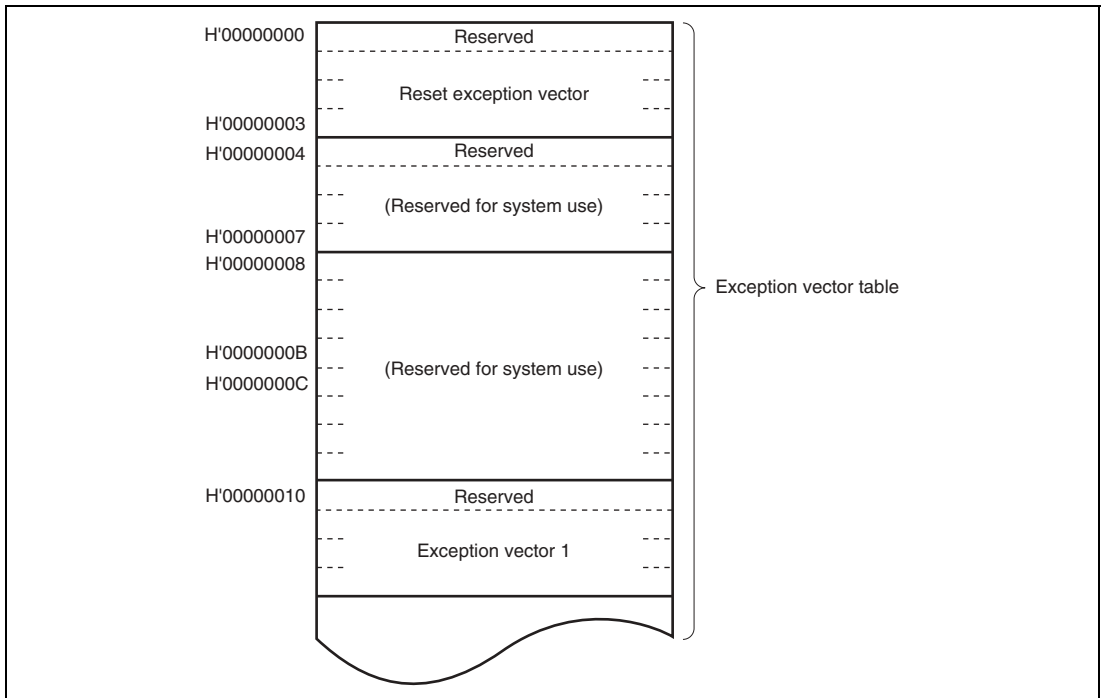 H'00000000
Reserved
Reset exception vector
H'00000003
H'00000004
Reserved
(Reserved for system use)
H'00000007
H'00000008
Exception vector table
H'0000000B
(Reserved for system use)
H'0000000C
H'00000010
Reserved
Exception vector 1